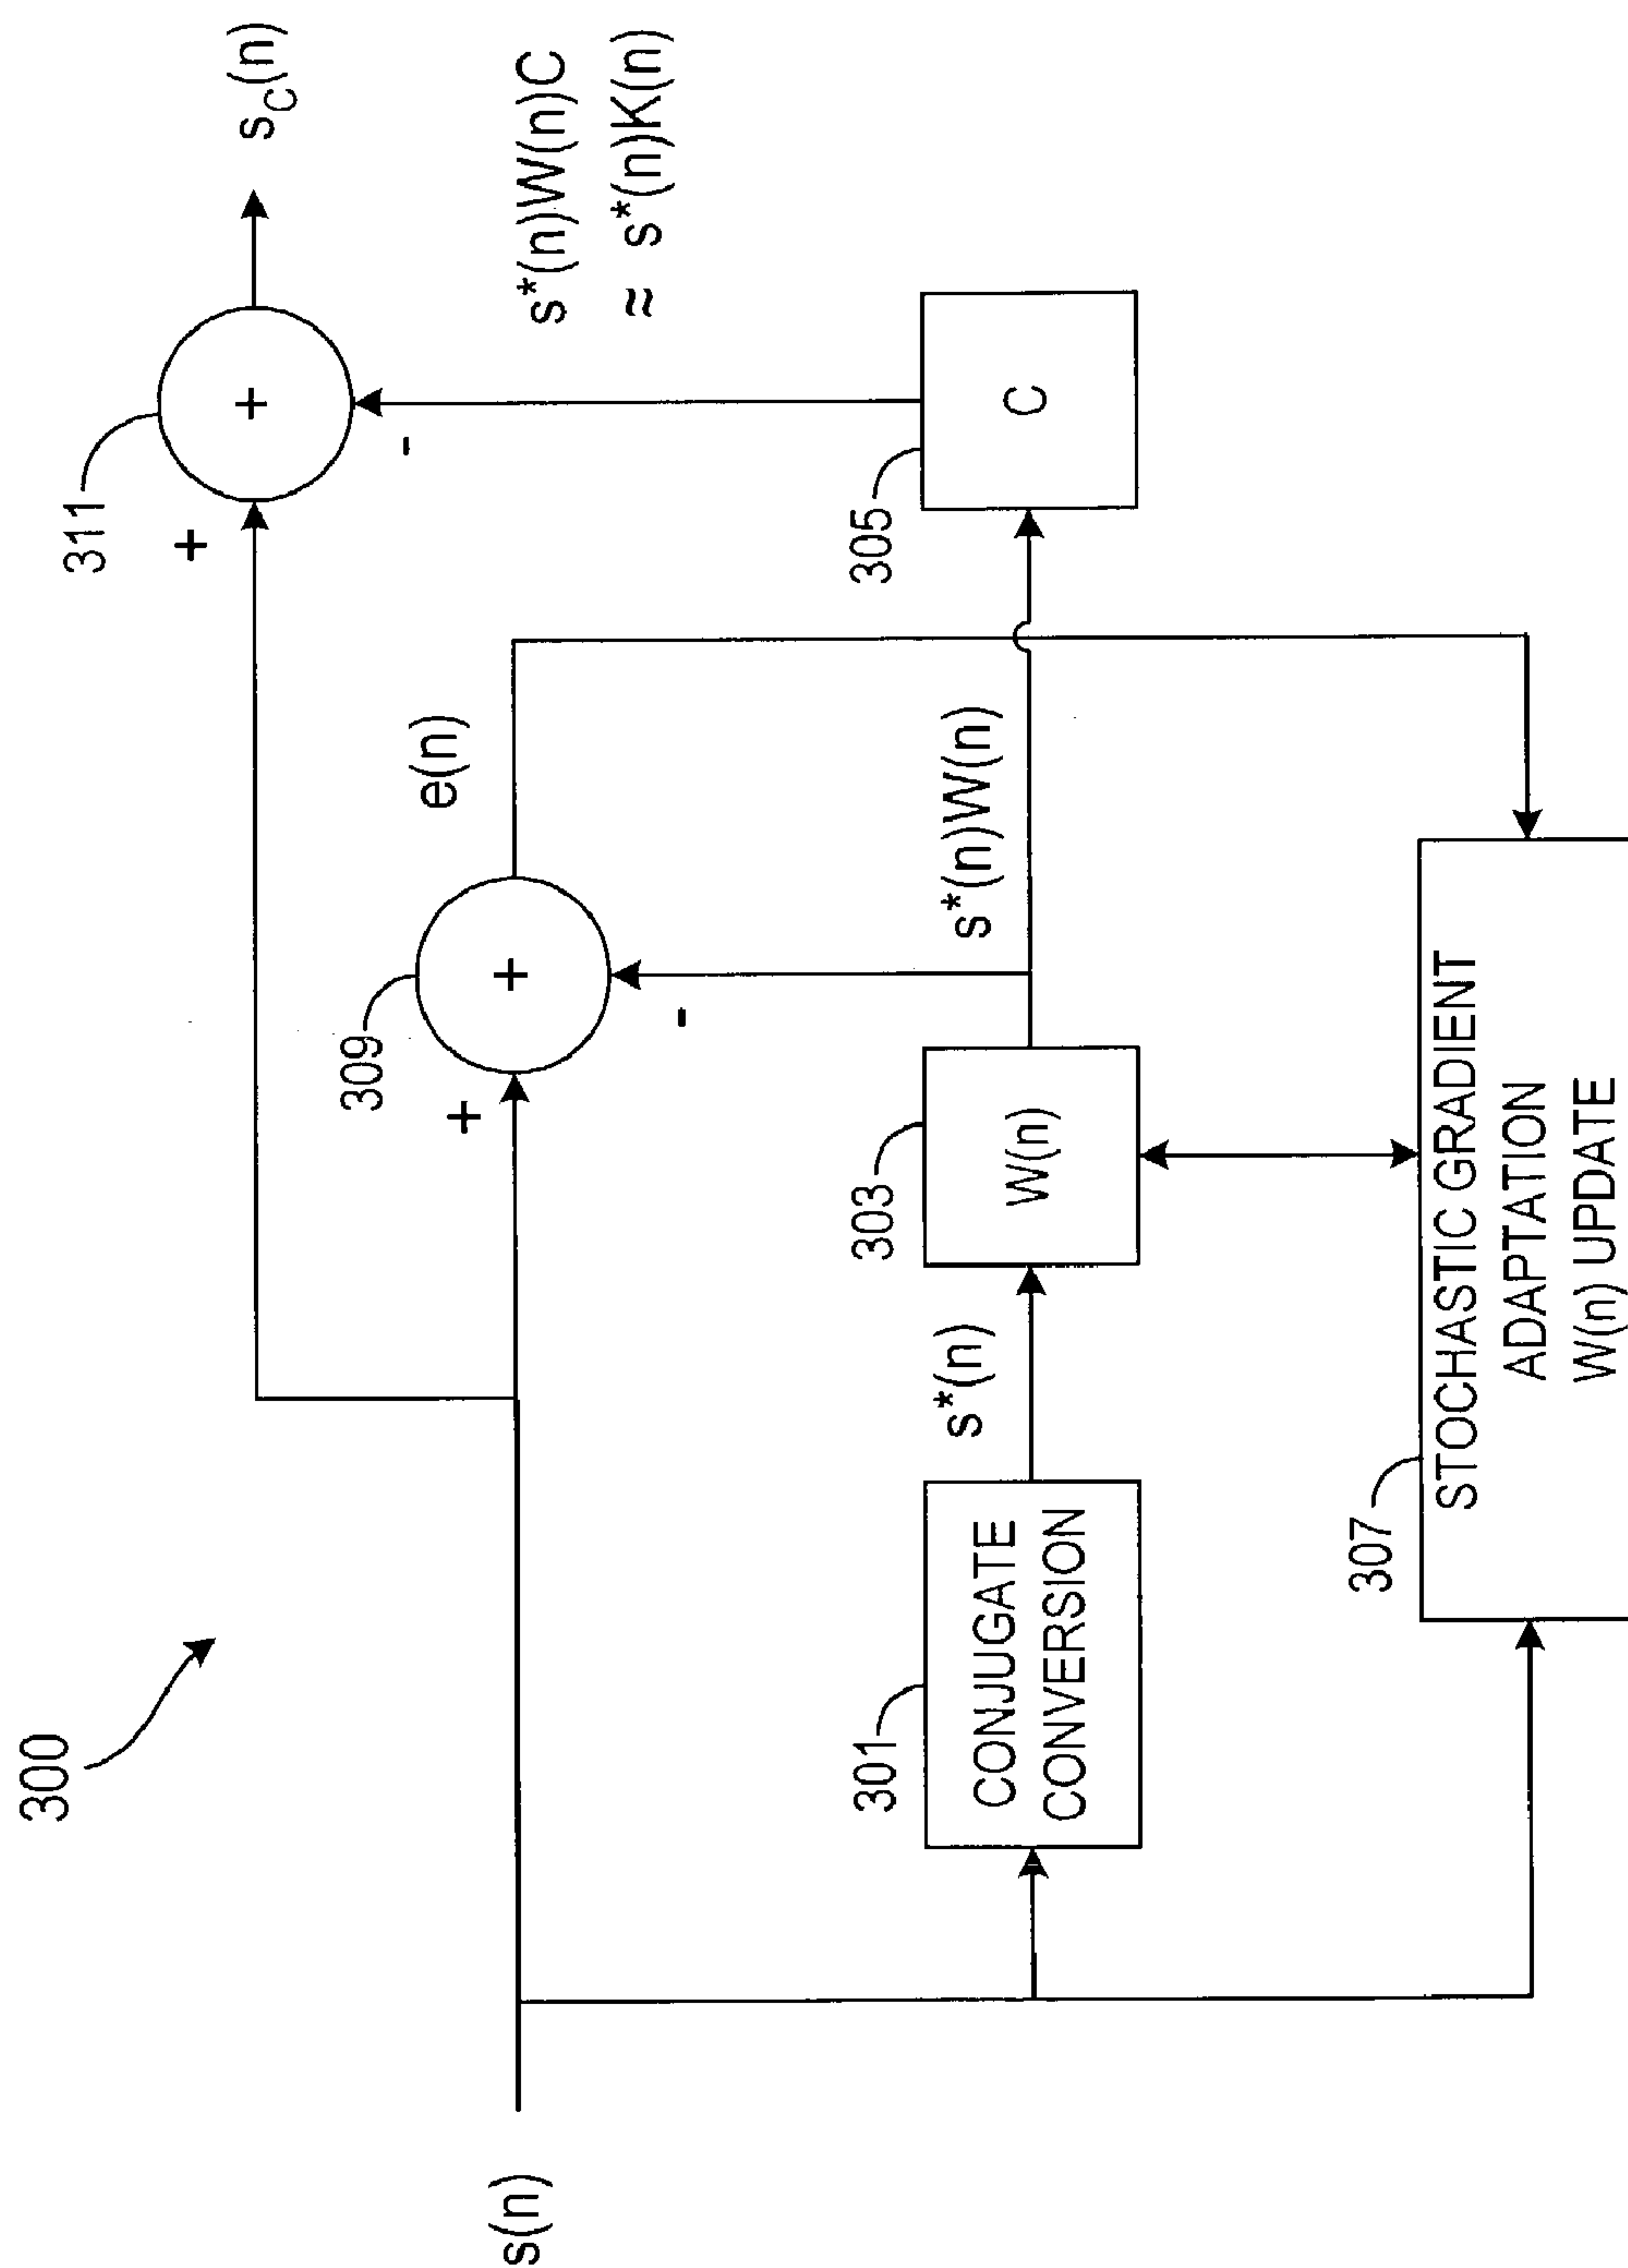 300
s(n)
311
+
+
-
s_C(n)
s*(n)W(n)C
≈ s*(n)K(n)
309
+
+
-
e(n)
301
CONJUGATE
CONVERSION
s*(n)
303
W(n)
s*(n)W(n)
305
C
307
STOCHASTIC GRADIENT
ADAPTATION
W(n) UPDATE